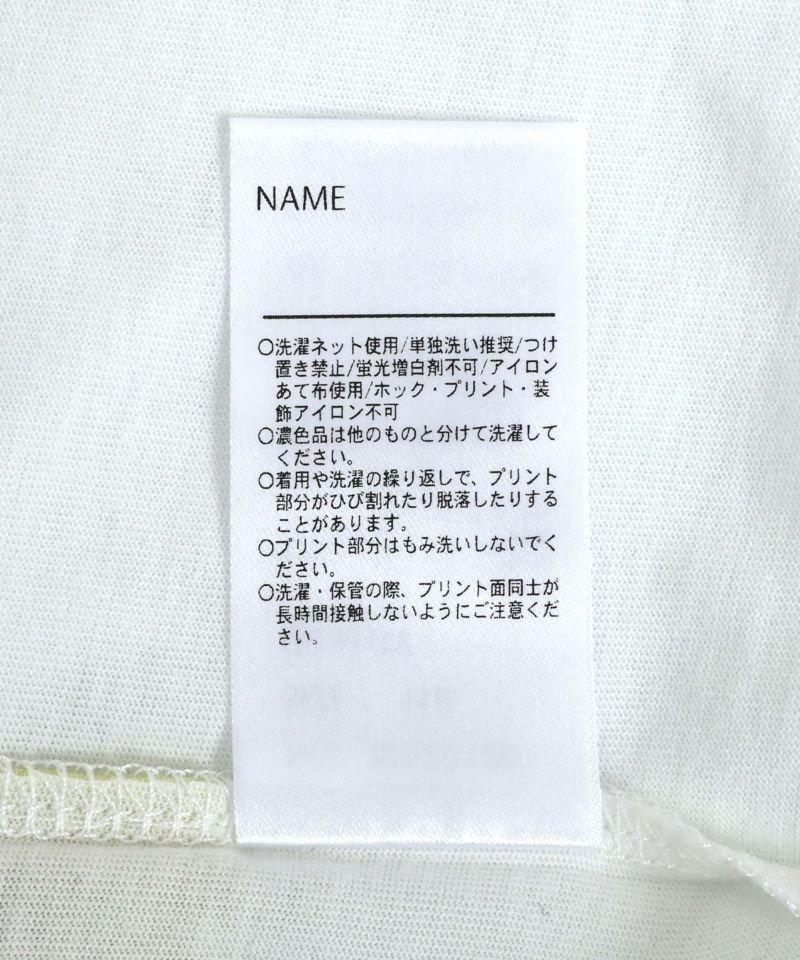 NAME
○洗濯ネット使用/単独洗い推奨/つけ
置き禁止/蛍光増白剤不可/アイロン
あて布使用/ホック・プリント・装
飾アイロン不可
○濃色品は他のものと分けて洗濯して
ください。
○着用や洗濯の繰り返しで、プリント
部分がひび割れたり脱落したりする
ことがあります。
○プリント部分はもみ洗いしないでく
ださい。
○洗濯・保管の際、プリント面同士が
長時間接触しないようにご注意くだ
さい。